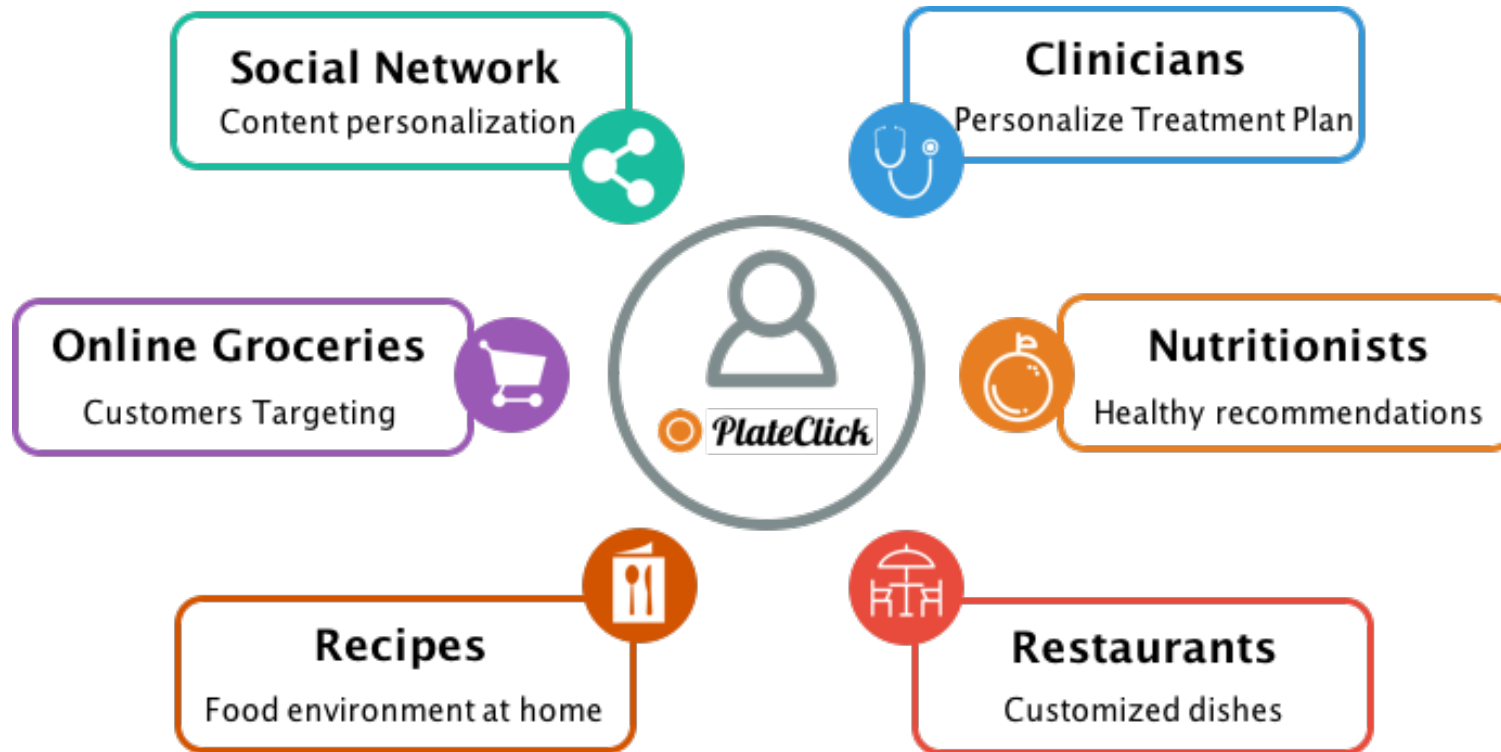 Social Network
Content personalization
Clinicians
Personalize Treatment Plan
Online Groceries
Customers Targeting
PlateClick
Nutritionists
Healthy recommendations
Recipes
Food environment at home
Restaurants
Customized dishes